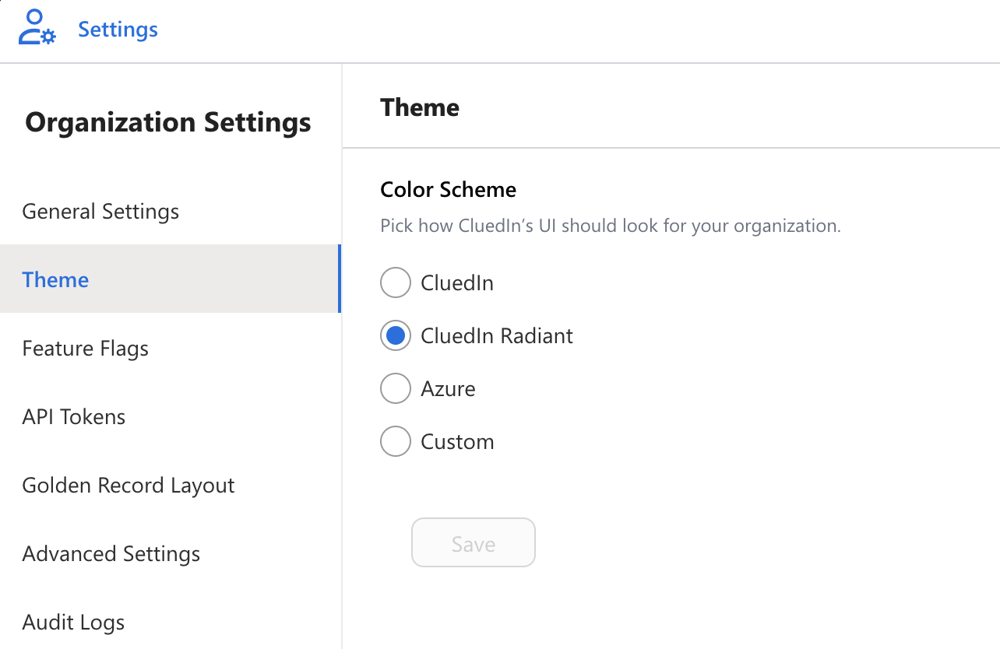 Settings
Organization Settings
General Settings
Theme
Feature Flags
API Tokens
Golden Record Layout
Advanced Settings
Audit Logs
Theme
Color Scheme
Pick how CluedIn’s UI should look for your organization.
CluedIn
CluedIn Radiant
Azure
Custom
Save